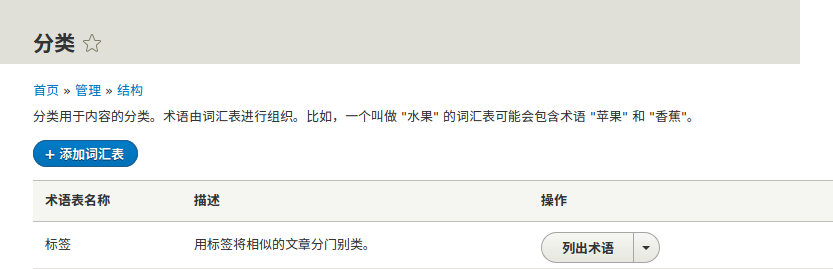 分类
首页 » 管理 » 结构
分类用于内容的分类。术语由词汇表进行组织。比如，一个叫做 "水果" 的词汇表可能会包含术语 "苹果" 和 "香蕉"。
+ 添加词汇表
术语表名称 描述 操作
标签 用标签将相似的文章分门别类。 列出术语